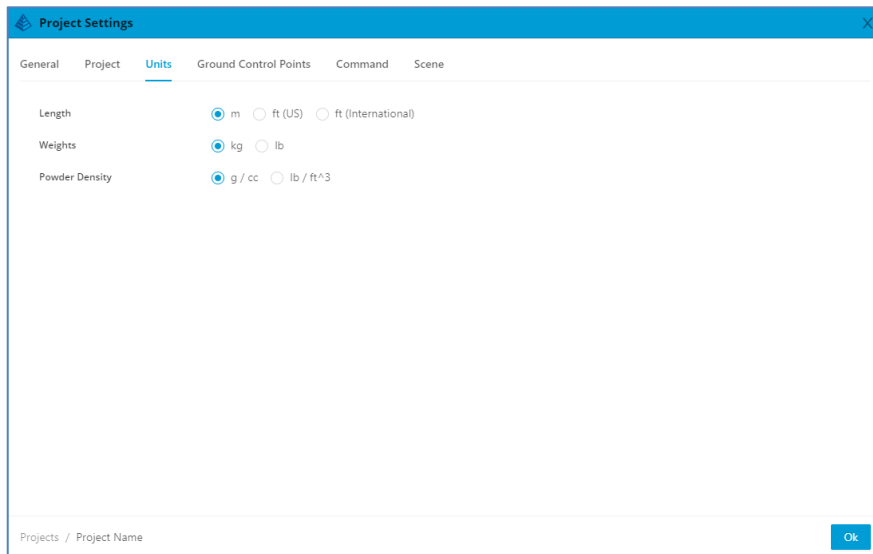 Project Settings
General Project Units Ground Control Points Command Scene
Length m ft (US) ft (International)
Weights kg lb
Powder Density g / cc lb / ft^3
Projects / Project Name Ok